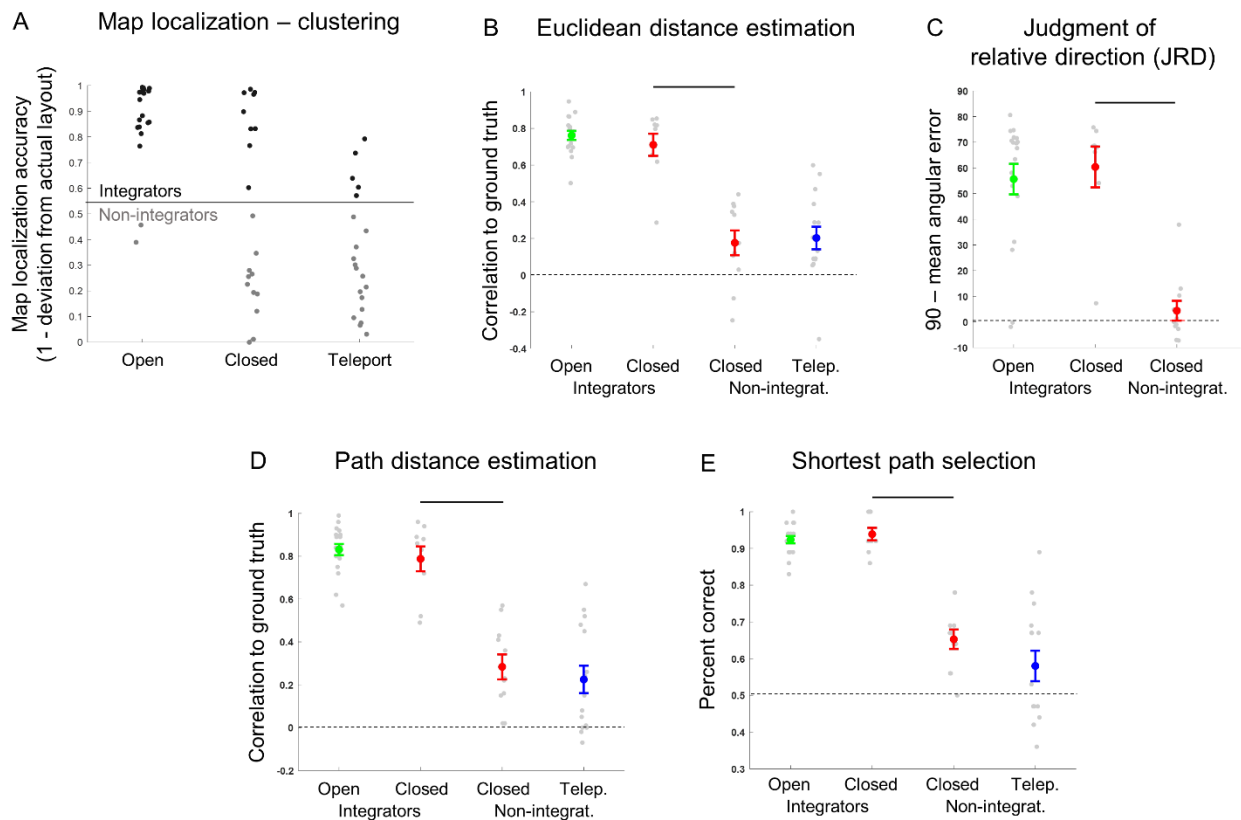 A
Map localization – clustering
Map localization accuracy
(1 - deviation from actual layout)
1
0.9
0.8
0.7
0.6
0.5
0.4
0.3
0.2
0.1
0
Integrators
Non-integrators
Open Closed Teleport
B
Euclidean distance estimation
Correlation to ground truth
1
0.8
0.6
0.4
0.2
0
-0.2
-0.4
Open Closed Closed Telep.
Integrators Non-integrat.
C
Judgment of
relative direction (JRD)
90 – mean angular error
90
80
70
60
50
40
30
20
10
0
-10
Open Closed Closed
Integrators Non-integrat.
D
Path distance estimation
Correlation to ground truth
1
0.8
0.6
0.4
0.2
0
-0.2
Open Closed Closed Telep.
Integrators Non-integrat.
E
Shortest path selection
Percent correct
1
0.9
0.8
0.7
0.6
0.5
0.4
0.3
Open Closed Closed Telep.
Integrators Non-integrat.